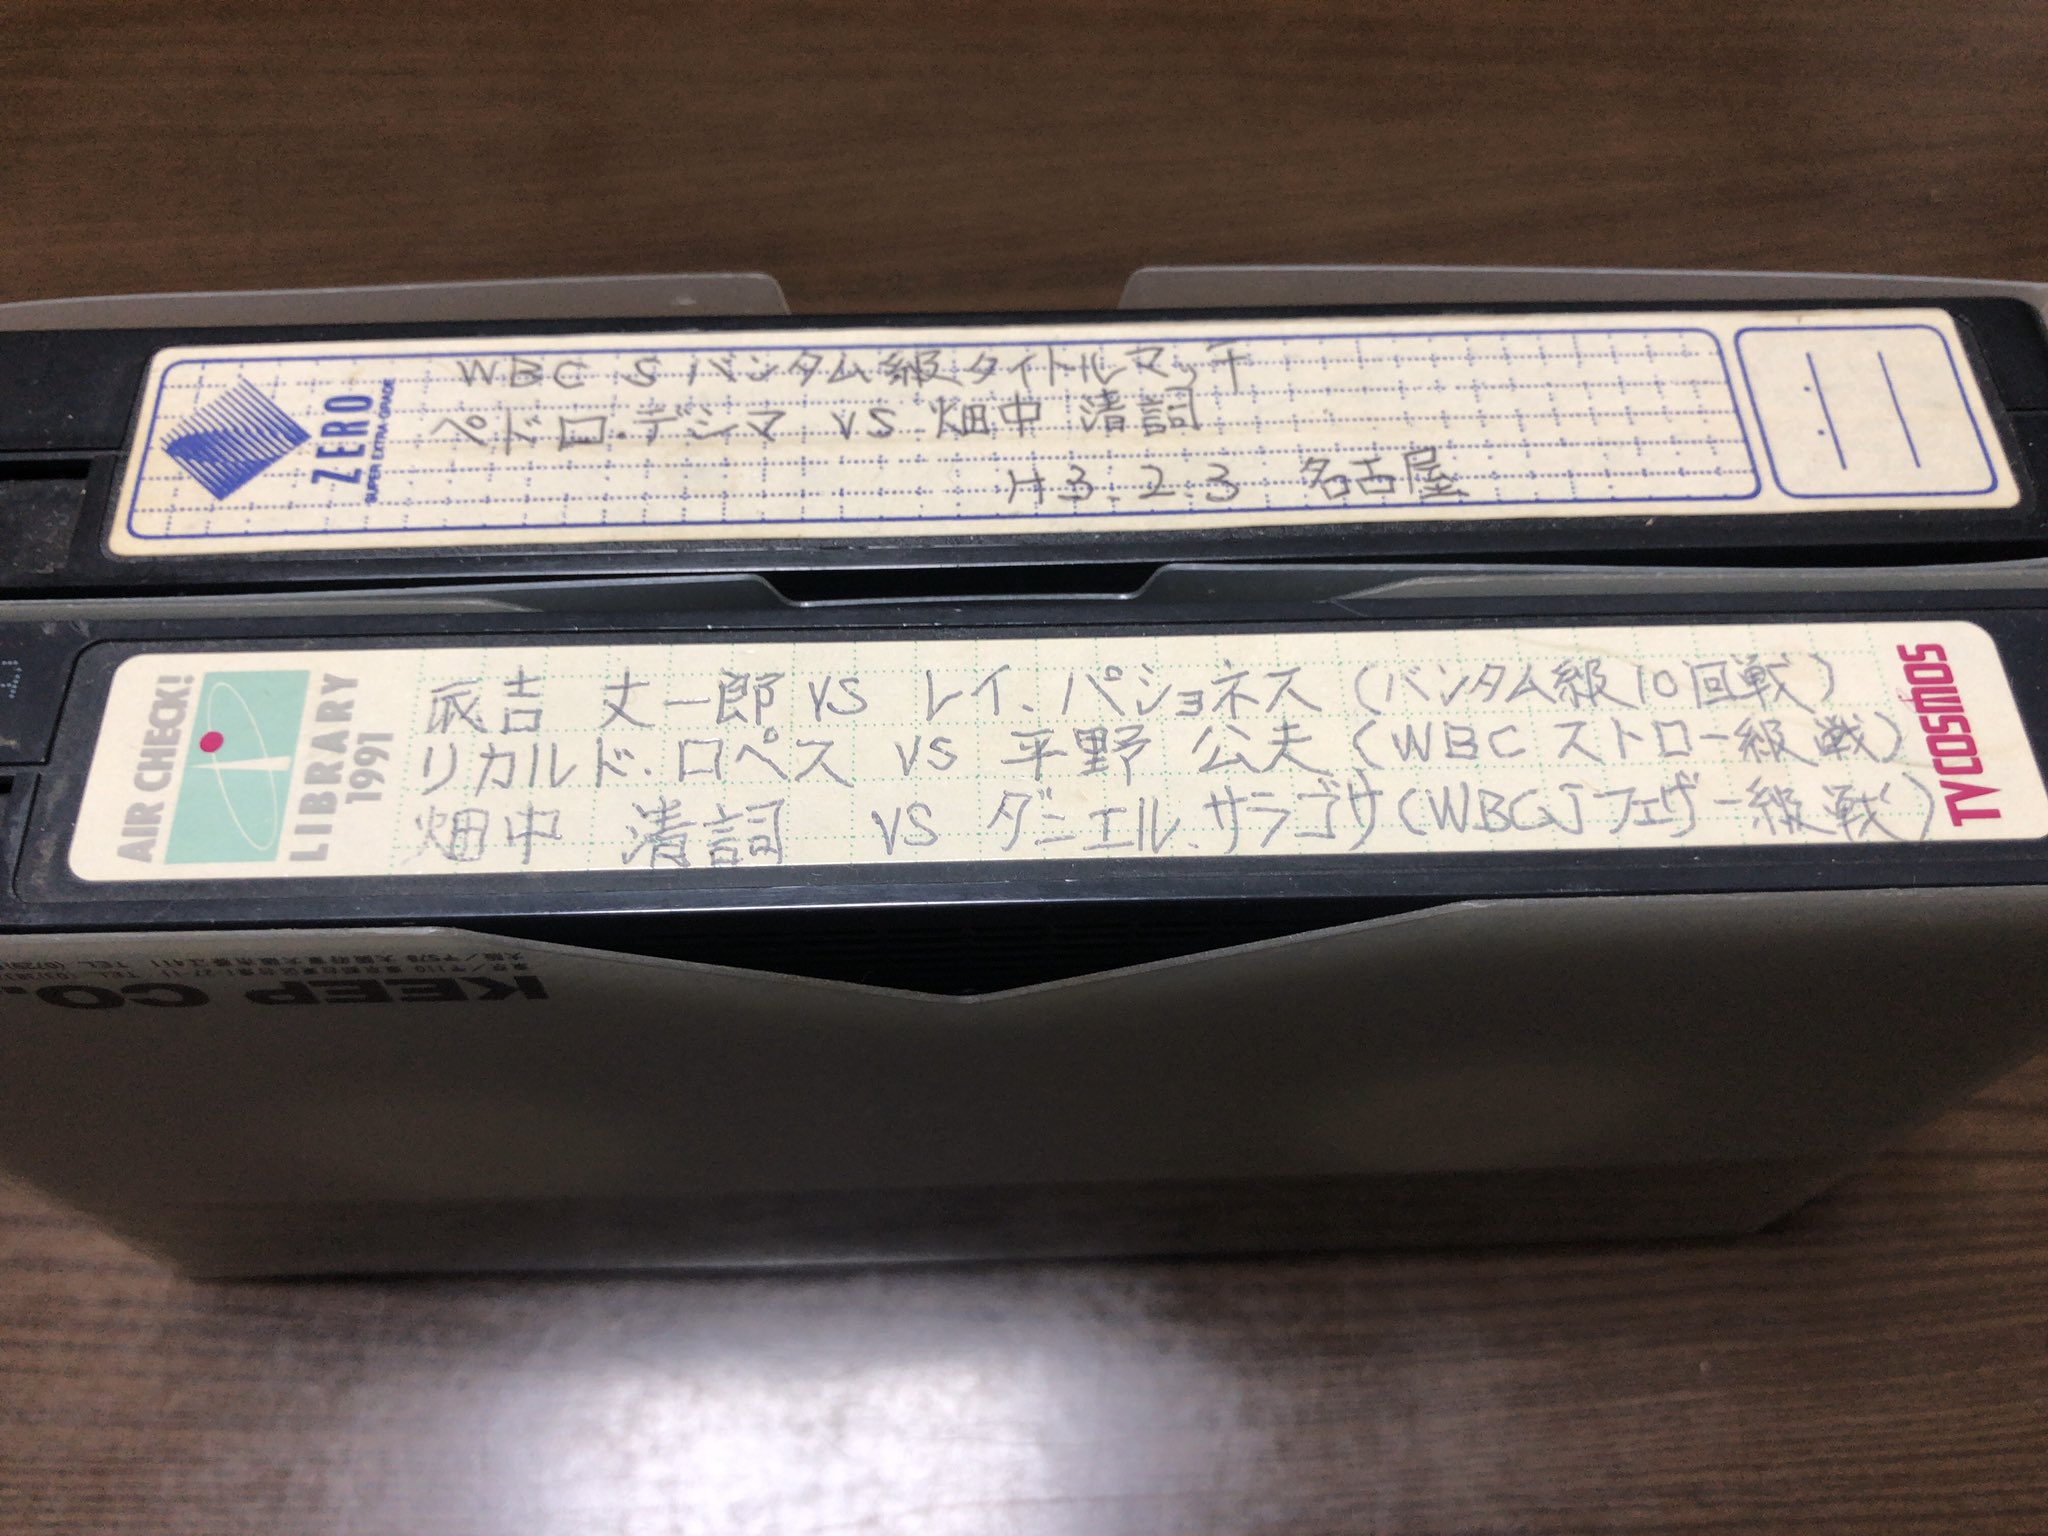 ZERO
SUPER EXTRA GRADE
WBC Sバンタム級タイトルマッチ
ペドロ.デシマ VS 畑中 清詞
H3.2.3 名古屋
AIR CHECK!
LIBRARY
1991
辰吉 丈一郎 VS レイ.パショネス (バンタム級10回戦)
リカルド.ロペス VS 平野 公夫 (WBC ストロー級戦)
畑中 清詞 VS ダニエル.サラゴサ (WBCJフェザー級戦)
TV COSMOS
KEEP CO.